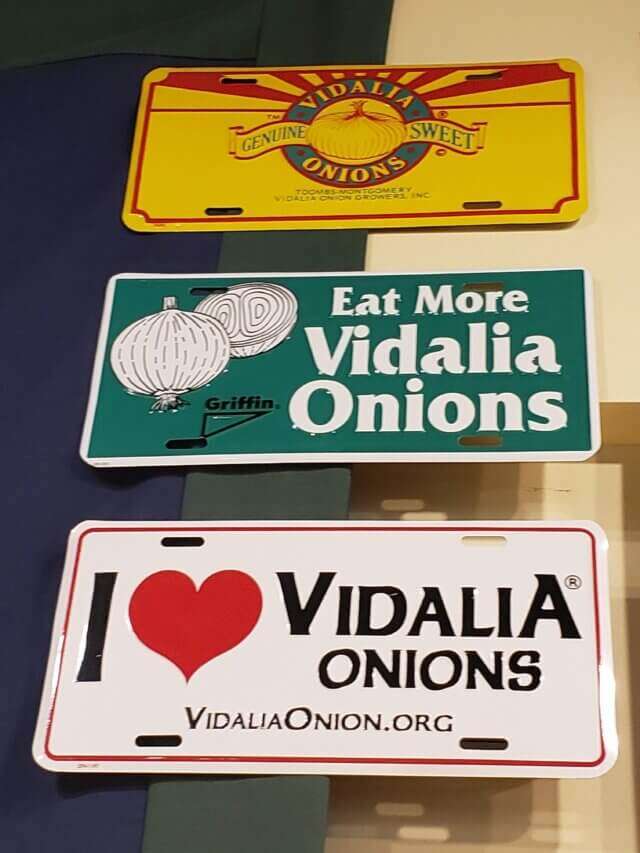 VIDALIA
TM
®
GENUINE
SWEET
ONIONS
©
TOOMBS-MONTGOMERY
VIDALIA ONION GROWERS, INC.
Eat More
Vidalia
Onions
Griffin.
I ♥ VIDALIA®
ONIONS
VIDALIAONION.ORG